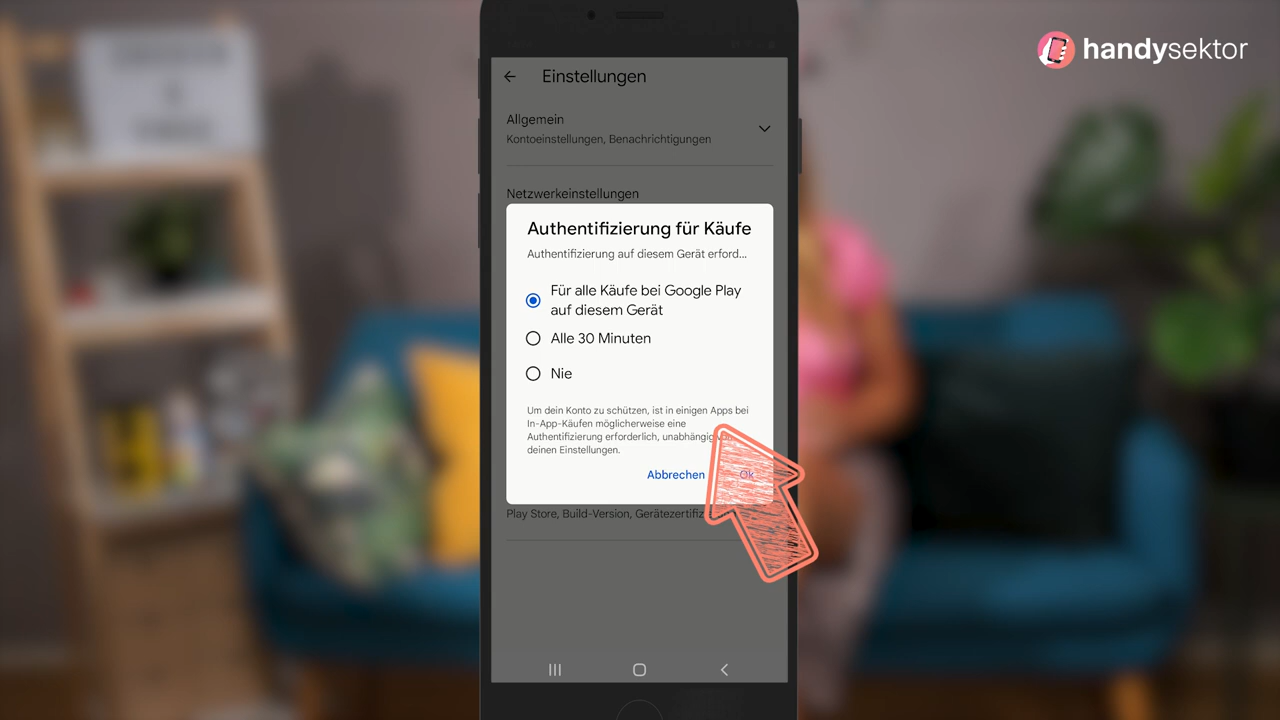 handysektor
Einstellungen
Allgemein
Kontoeinstellungen, Benachrichtigungen
Netzwerkeinstellungen
Authentifizierung für Käufe
Authentifizierung auf diesem Gerät erford...
Für alle Käufe bei Google Play
auf diesem Gerät
Alle 30 Minuten
Nie
Um dein Konto zu schützen, ist in einigen Apps bei
In-App-Käufen möglicherweise eine
Authentifizierung erforderlich, unabhängig
deinen Einstellungen.
Abbrechen
Ok
Play Store, Build-Version,